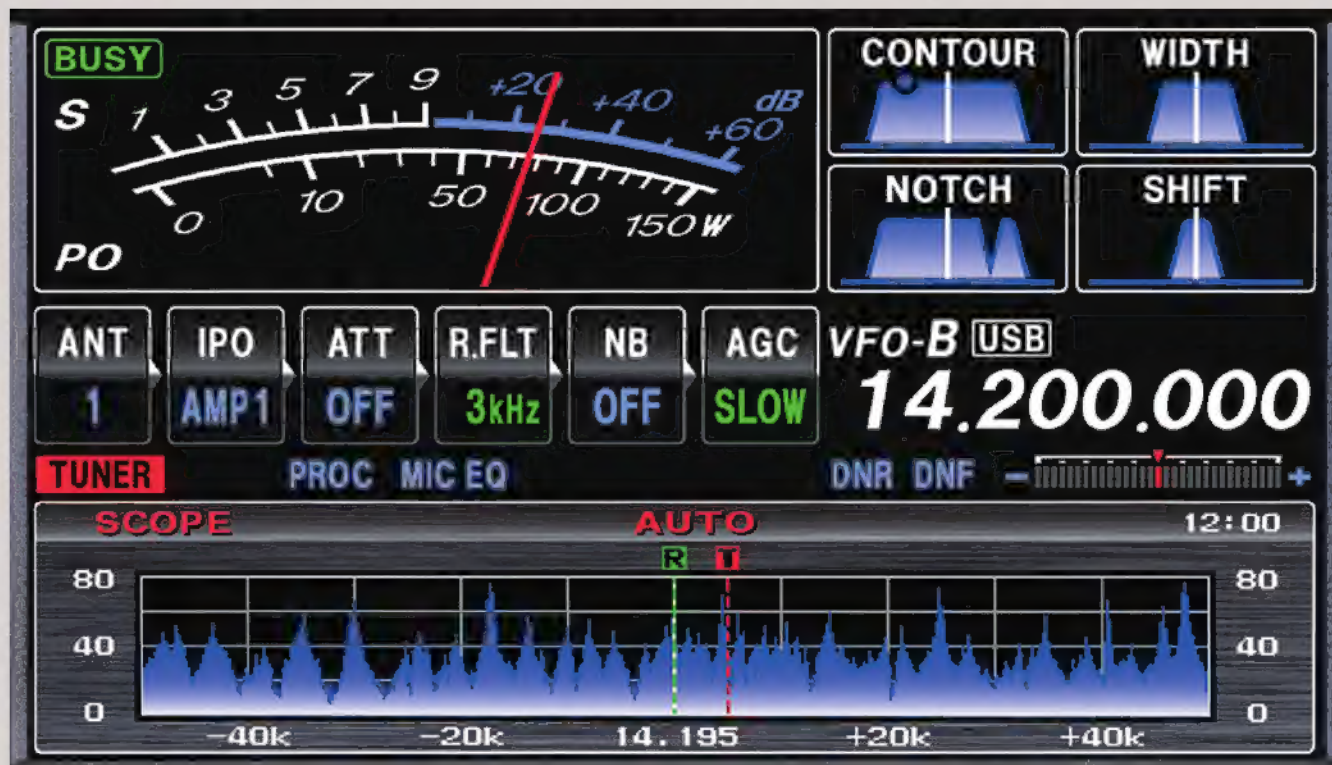 BUSY
S 1 3 5 7 9 +20 +40 +60 dB
0 10 50 100 150 W
PO
CONTOUR WIDTH
NOTCH SHIFT
ANT IPO ATT R.FLT NB AGC
1 AMP1 OFF 3kHz OFF SLOW
VFO-B USB
14.200.000
TUNER PROC MIC EQ DNR DNF - +
SCOPE AUTO 12:00
R T
80 80
40 40
0 0
-40k -20k 14.195 +20k +40k